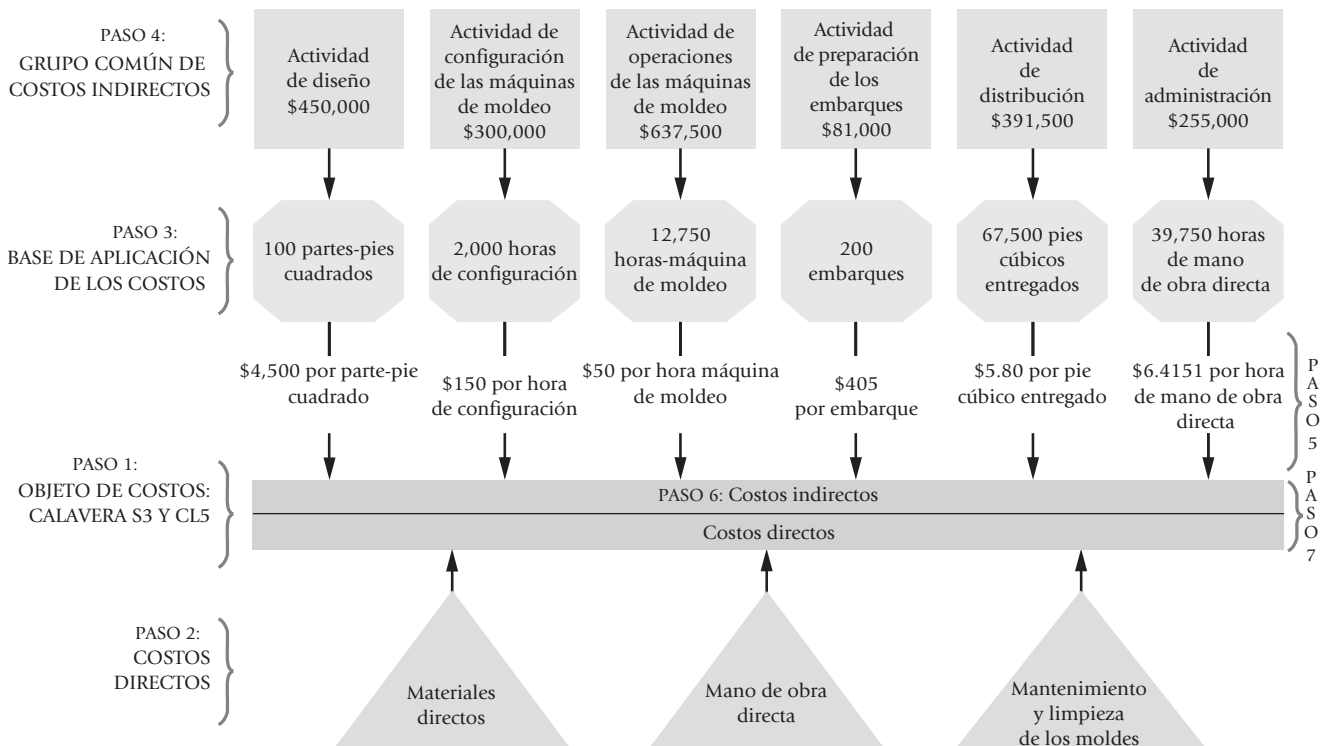 PASO 4:
GRUPO COMÚN DE
COSTOS INDIRECTOS
Actividad
de diseño
$450,000
Actividad de
configuración
de las máquinas
de moldeo
$300,000
Actividad de
operaciones
de las máquinas
de moldeo
$637,500
Actividad
de preparación
de los
embarques
$81,000
Actividad
de
distribución
$391,500
Actividad
de
administración
$255,000
PASO 3:
BASE DE APLICACIÓN
DE LOS COSTOS
100 partes-pies
cuadrados
2,000 horas
de configuración
12,750
horas-máquina
de moldeo
200
embarques
67,500 pies
cúbicos
entregados
39,750 horas
de mano
de obra directa
$4,500 por parte-pie
cuadrado
$150 por hora
de configuración
$50 por hora máquina
de moldeo
$405
por embarque
$5.80 por pie
cúbico entregado
$6.4151 por hora
de mano de obra
directa
PASO 5
PASO 1:
OBJETO DE COSTOS:
CALAVERA S3 Y CL5
PASO 6: Costos indirectos
Costos directos
PASO 7
PASO 2:
COSTOS
DIRECTOS
Materiales
directos
Mano de obra
directa
Mantenimiento
y limpieza
de los moldes